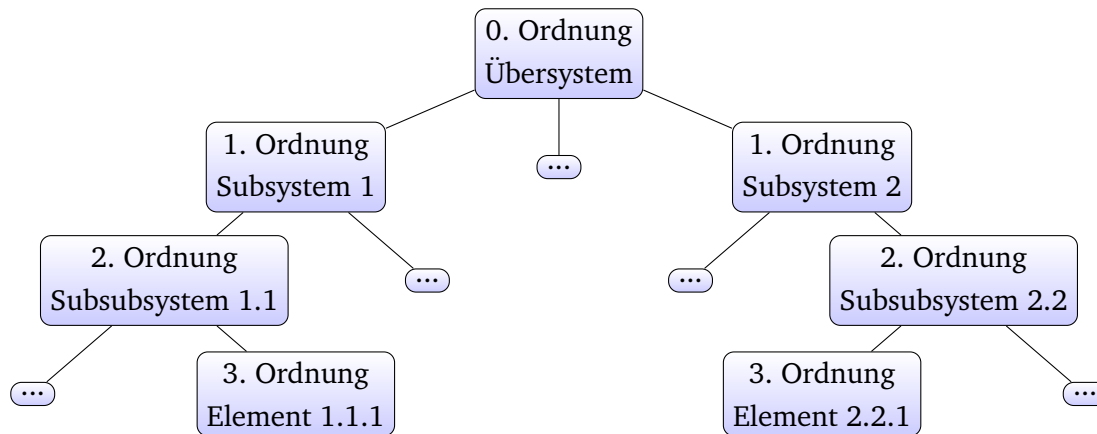 0. Ordnung
Übersystem
1. Ordnung
Subsystem 1
...
1. Ordnung
Subsystem 2
2. Ordnung
Subsubsystem 1.1
...
...
2. Ordnung
Subsubsystem 2.2
...
3. Ordnung
Element 1.1.1
3. Ordnung
Element 2.2.1
...